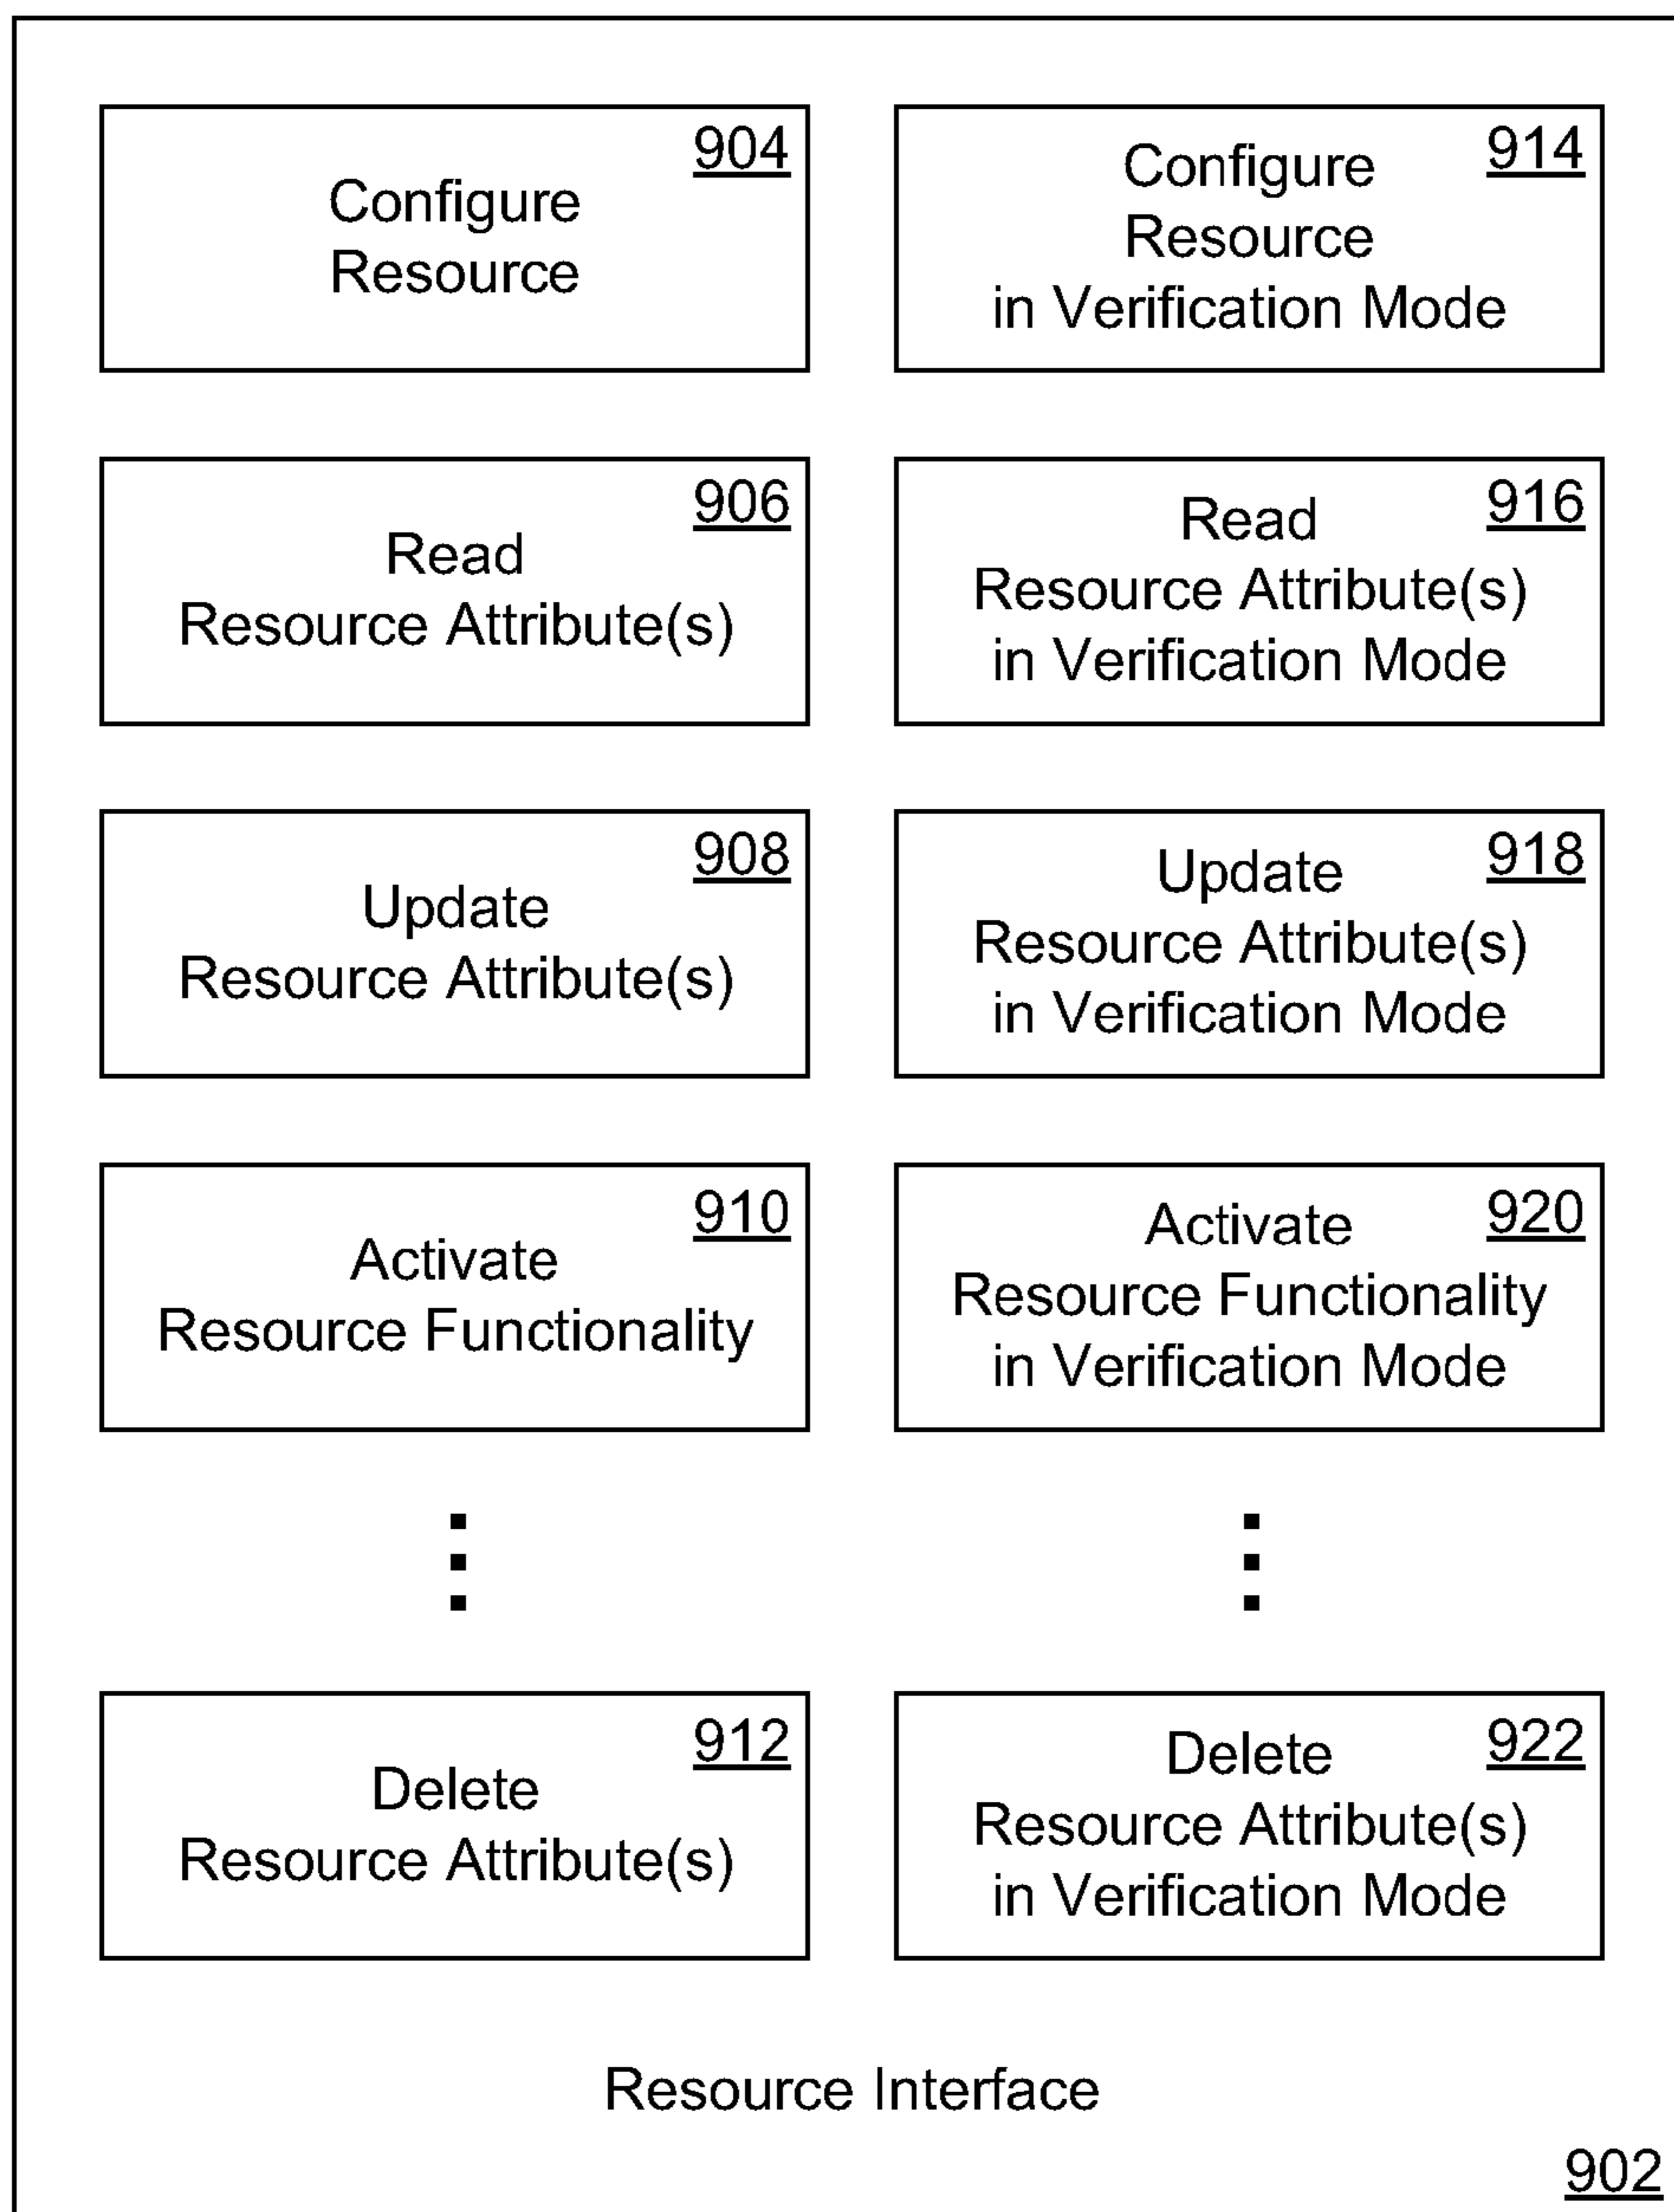 904
Configure
Resource
914
Configure
Resource
in Verification Mode
906
Read
Resource Attribute(s)
916
Read
Resource Attribute(s)
in Verification Mode
908
Update
Resource Attribute(s)
918
Update
Resource Attribute(s)
in Verification Mode
910
Activate
Resource Functionality
920
Activate
Resource Functionality
in Verification Mode
912
Delete
Resource Attribute(s)
922
Delete
Resource Attribute(s)
in Verification Mode
Resource Interface
902